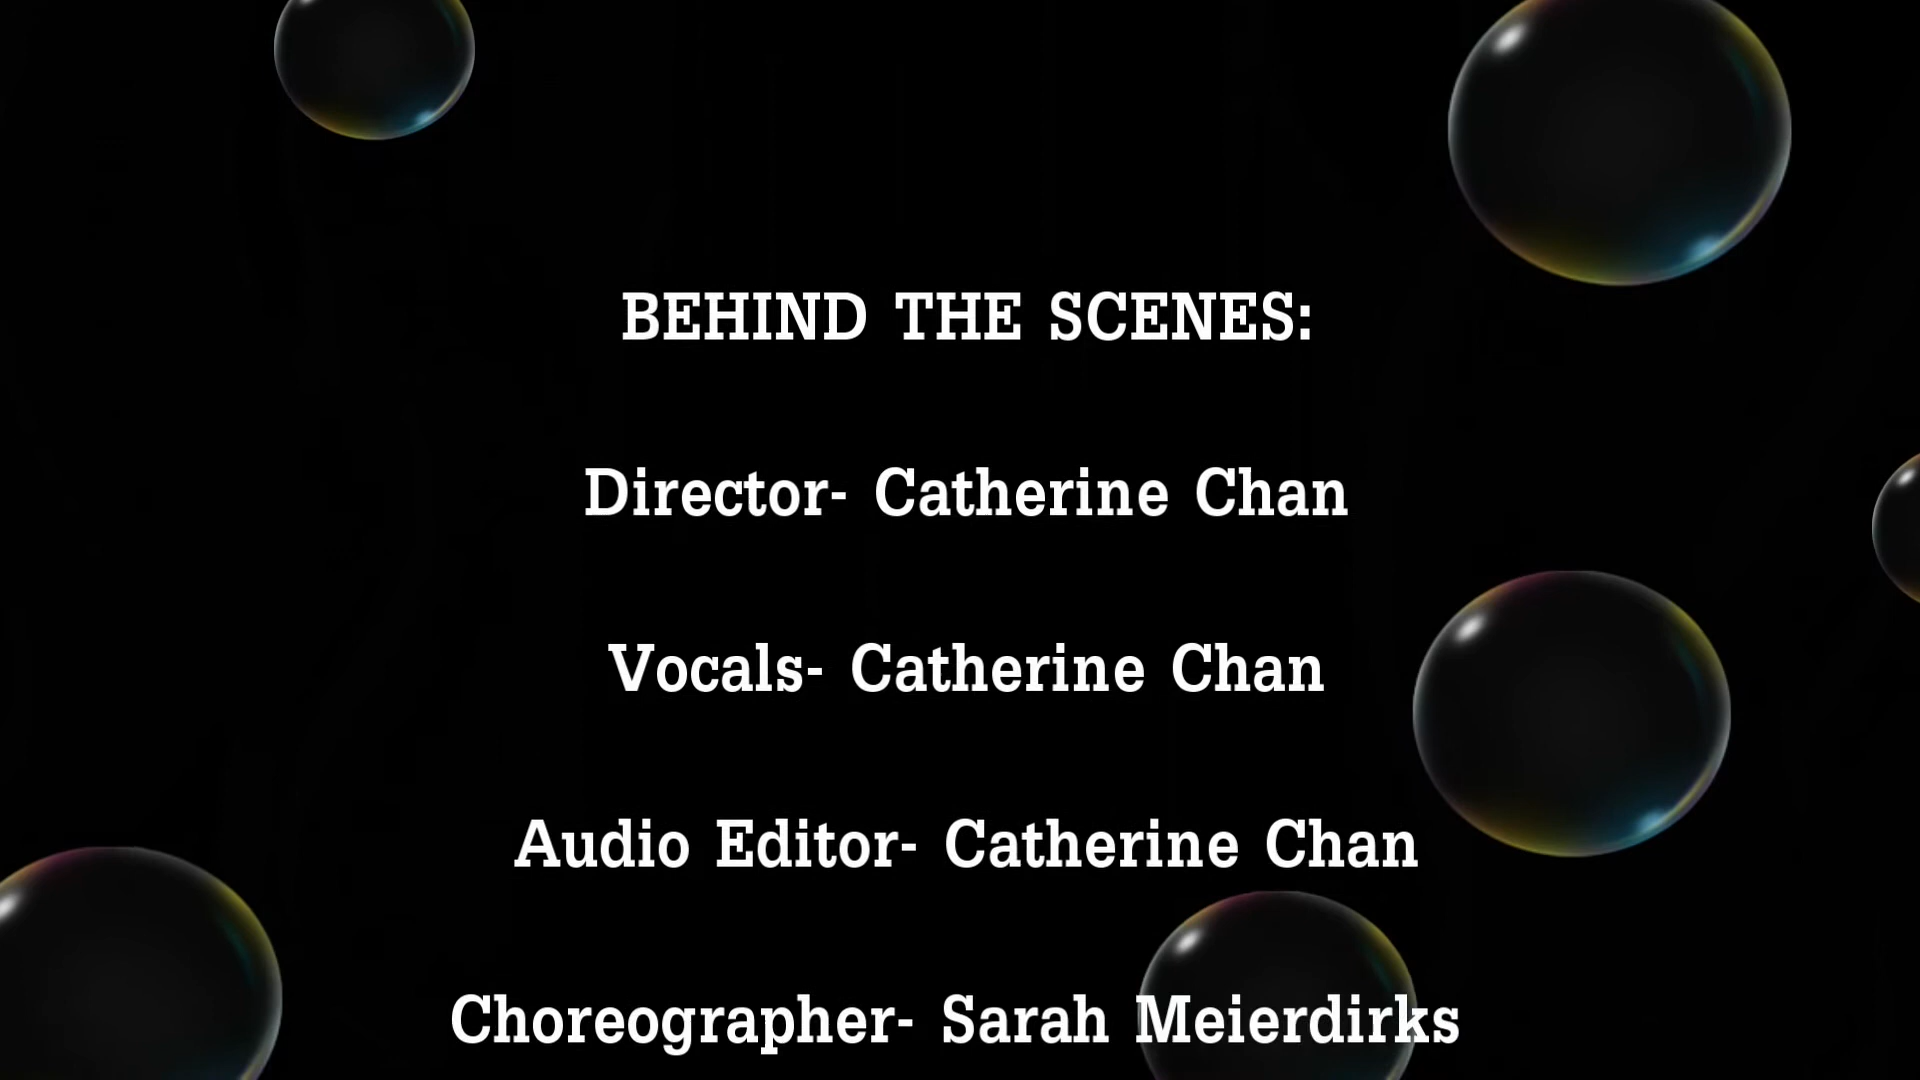 BEHIND THE SCENES:
Director- Catherine Chan
Vocals- Catherine Chan
Audio Editor- Catherine Chan
Choreographer- Sarah Meierdirks